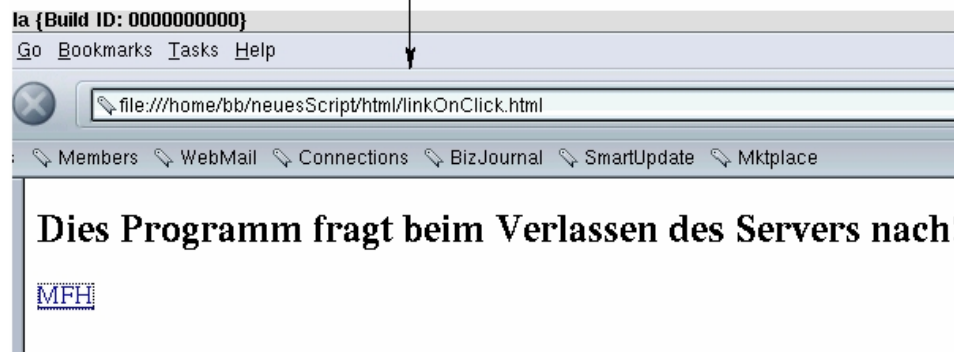 la {Build ID: 0000000000}
Go Bookmarks Tasks Help
file:///home/bb/neuesScript/html/linkOnClick.html
Members WebMail Connections BizJournal SmartUpdate Mktplace
Dies Programm fragt beim Verlassen des Servers nach
MFH